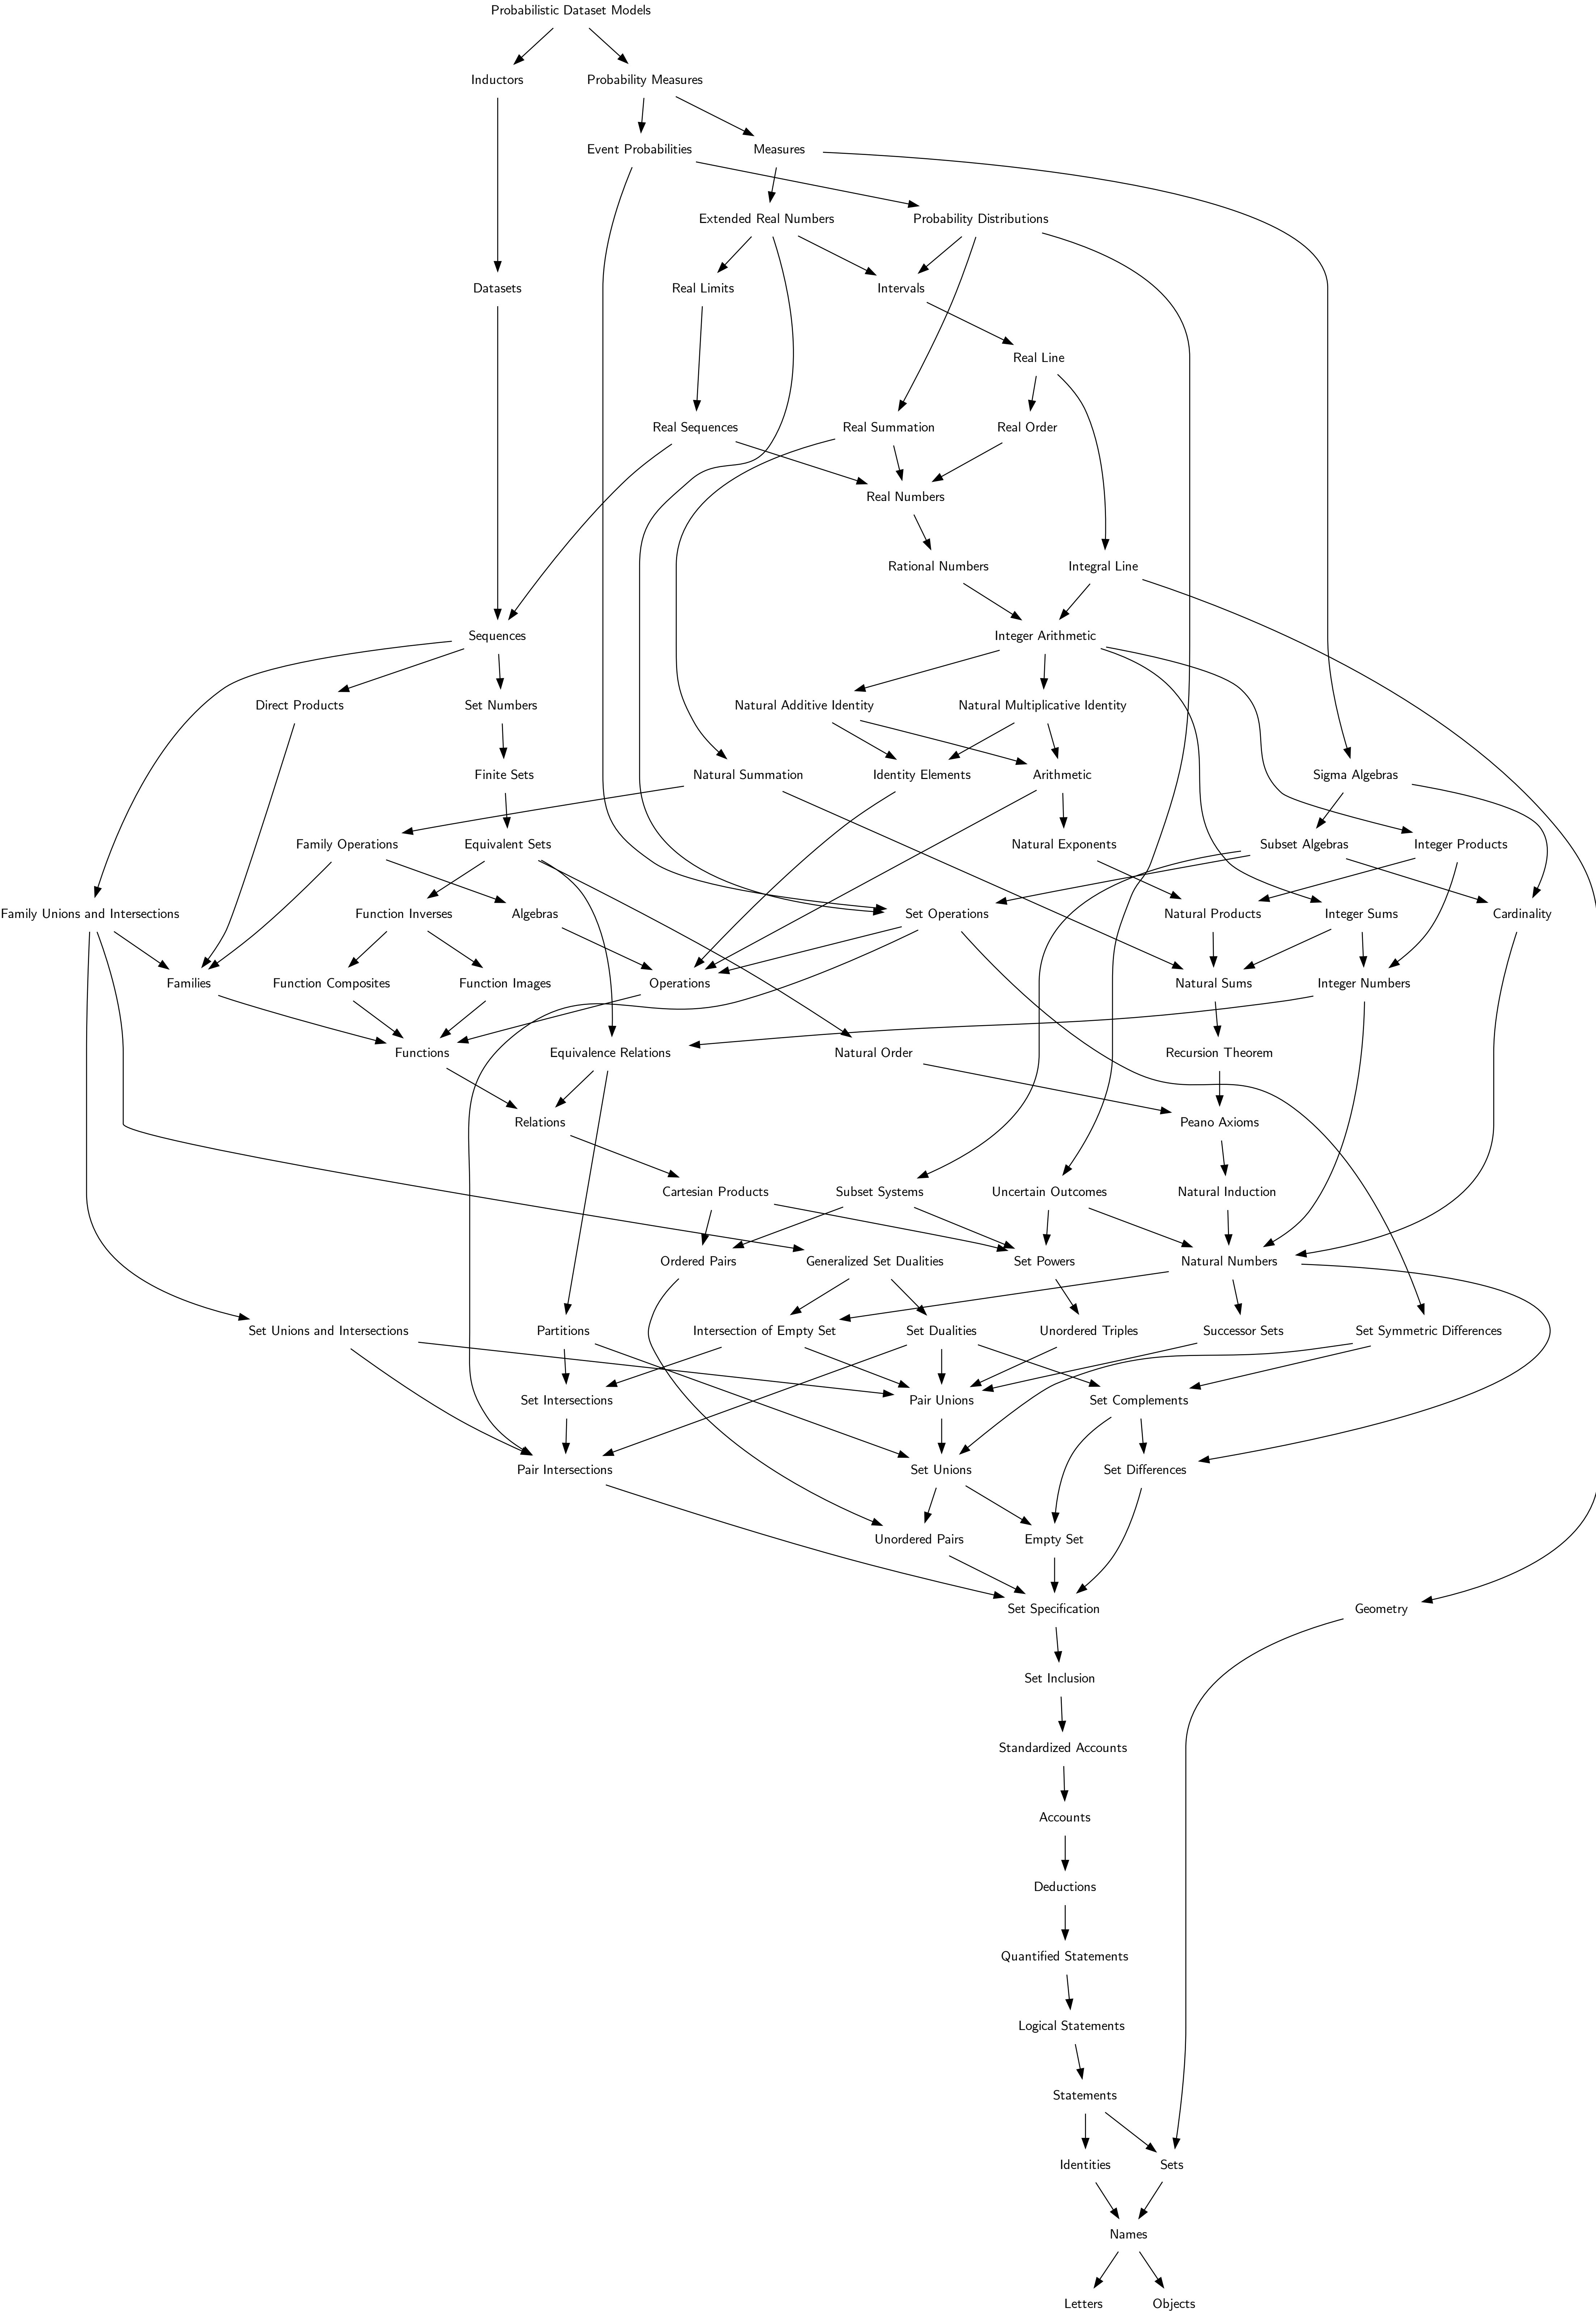 Probabilistic Dataset Models
Inductors
Probability Measures
Event Probabilities
Measures
Extended Real Numbers
Probability Distributions
Datasets
Real Limits
Intervals
Real Line
Real Sequences
Real Summation
Real Order
Real Numbers
Rational Numbers
Integral Line
Sequences
Integer Arithmetic
Direct Products
Set Numbers
Natural Additive Identity
Natural Multiplicative Identity
Finite Sets
Natural Summation
Identity Elements
Arithmetic
Sigma Algebras
Family Operations
Equivalent Sets
Natural Exponents
Subset Algebras
Integer Products
Family Unions and Intersections
Function Inverses
Algebras
Set Operations
Natural Products
Integer Sums
Cardinality
Families
Function Composites
Function Images
Operations
Natural Sums
Integer Numbers
Functions
Equivalence Relations
Natural Order
Recursion Theorem
Relations
Peano Axioms
Cartesian Products
Subset Systems
Uncertain Outcomes
Natural Induction
Ordered Pairs
Generalized Set Dualities
Set Powers
Natural Numbers
Set Unions and Intersections
Partitions
Intersection of Empty Set
Set Dualities
Unordered Triples
Successor Sets
Set Symmetric Differences
Set Intersections
Pair Unions
Set Complements
Pair Intersections
Set Unions
Set Differences
Unordered Pairs
Empty Set
Set Specification
Geometry
Set Inclusion
Standardized Accounts
Accounts
Deductions
Quantified Statements
Logical Statements
Statements
Identities
Sets
Names
Letters
Objects